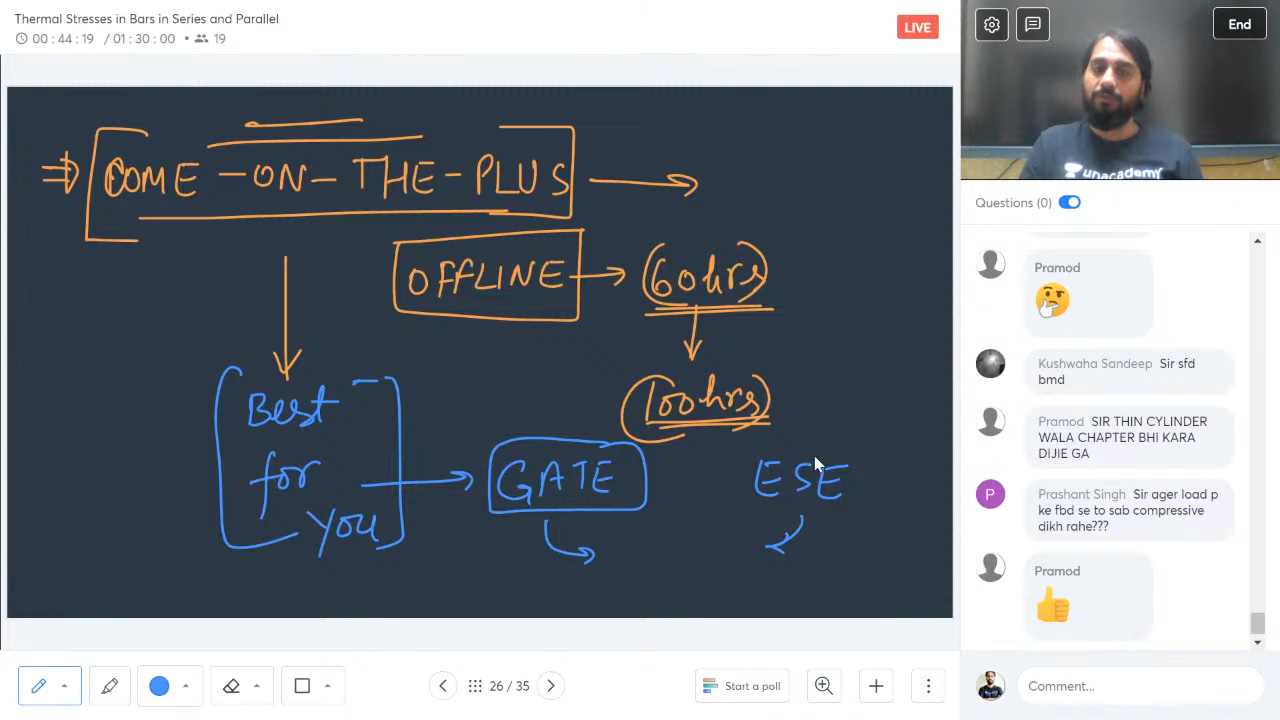 Thermal Stresses in Bars in Series and Parallel
00 : 44 : 19 / 01 : 30 : 00 • 19
LIVE
End
COME - ON - THE - PLUS
OFFLINE
(60hrs)
(100hrs)
Best
for
you
GATE
ESE
unacademy
Questions (0)
Pramod
Kushwaha Sandeep Sir sfd
bmd
Pramod SIR THIN CYLINDER
WALA CHAPTER BHI KARA
DIJIE GA
P
Prashant Singh Sir ager load p
ke fbd se to sab compressive
dikh rahe???
Pramod
26 / 35
Start a poll
Comment...